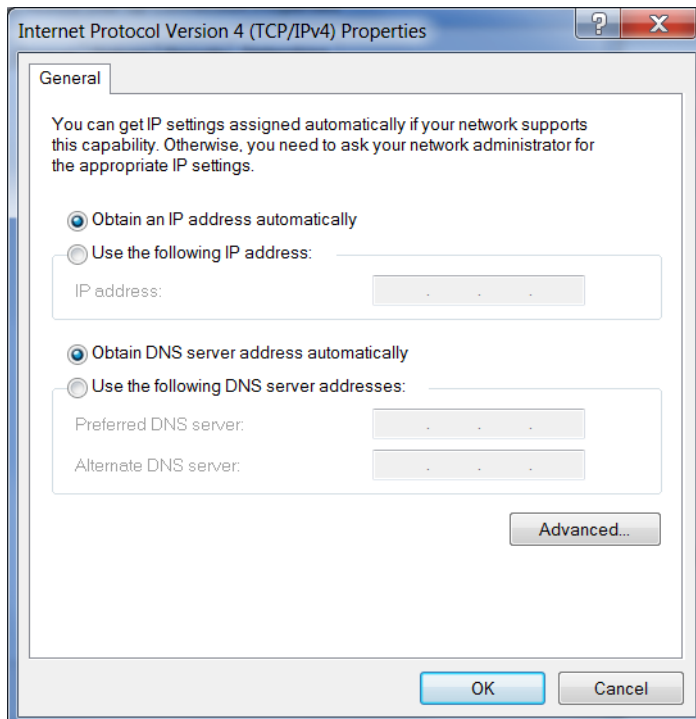 Internet Protocol Version 4 (TCP/IPv4) Properties
?
X
General
You can get IP settings assigned automatically if your network supports
this capability. Otherwise, you need to ask your network administrator for
the appropriate IP settings.
Obtain an IP address automatically
Use the following IP address:
IP address:
. . .
Obtain DNS server address automatically
Use the following DNS server addresses:
Preferred DNS server:
. . .
Alternate DNS server:
. . .
Advanced...
OK
Cancel